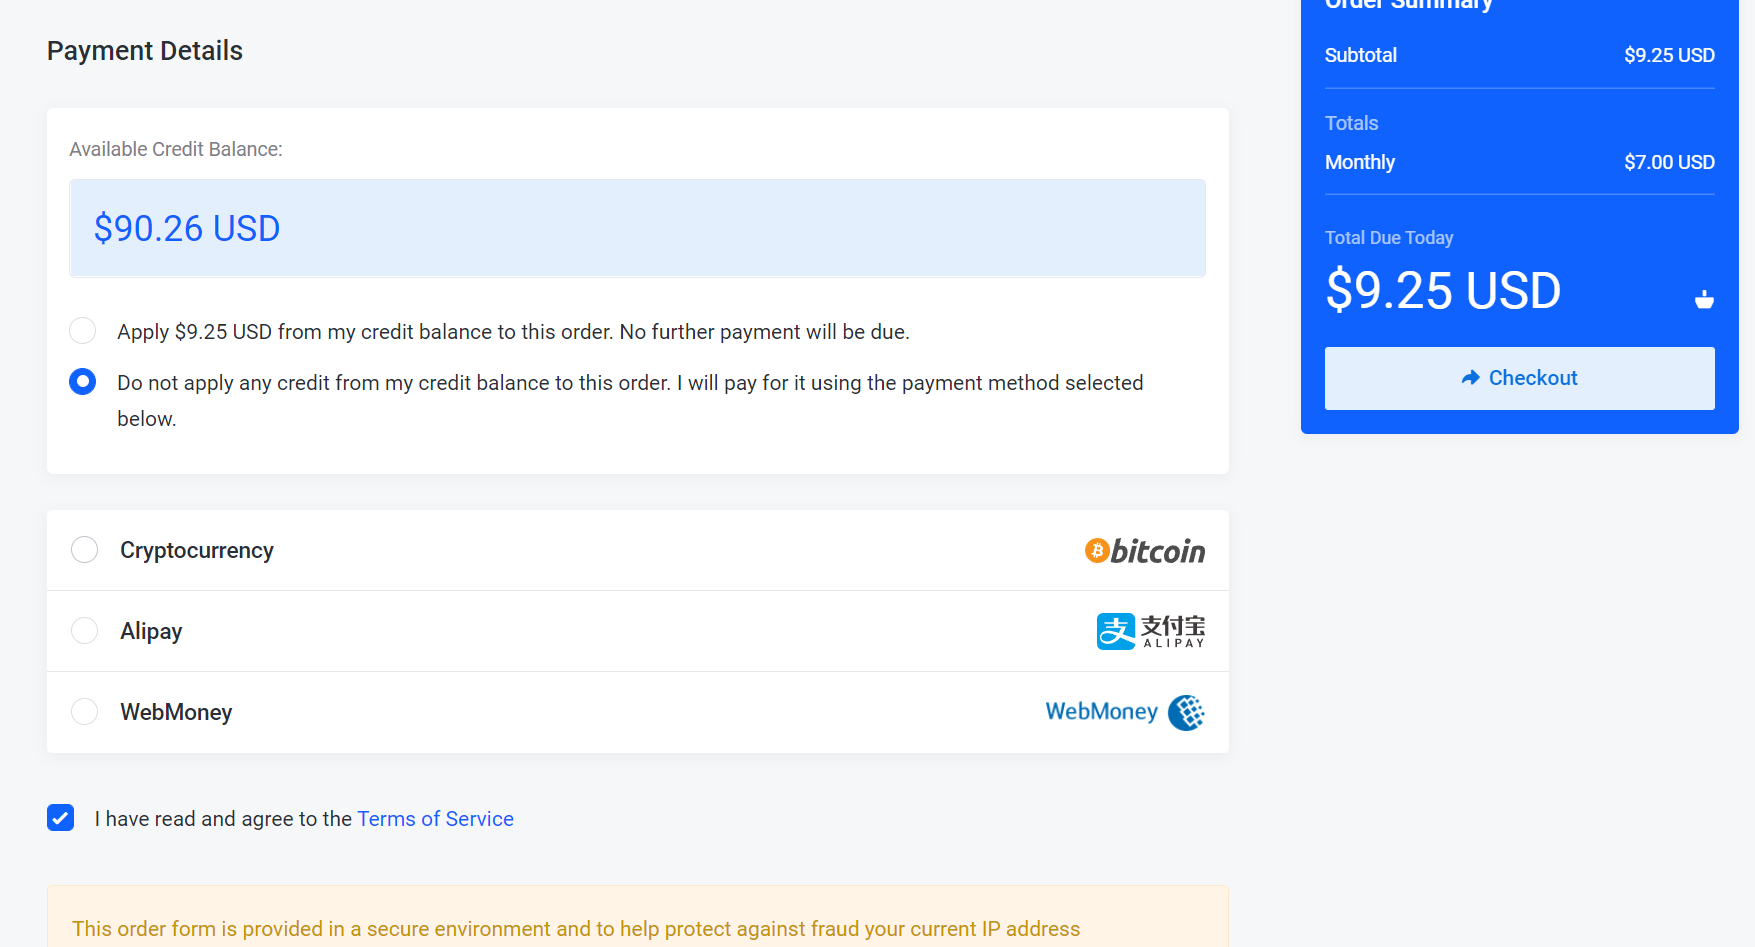 Payment Details
Available Credit Balance:
$90.26 USD
Apply $9.25 USD from my credit balance to this order. No further payment will be due.
Do not apply any credit from my credit balance to this order. I will pay for it using the payment method selected
below.
Cryptocurrency
bitcoin
Alipay
支 支付宝
ALIPAY
WebMoney
WebMoney
I have read and agree to the Terms of Service
This order form is provided in a secure environment and to help protect against fraud your current IP address
Order Summary
Subtotal $9.25 USD
Totals
Monthly $7.00 USD
Total Due Today
$9.25 USD
Checkout